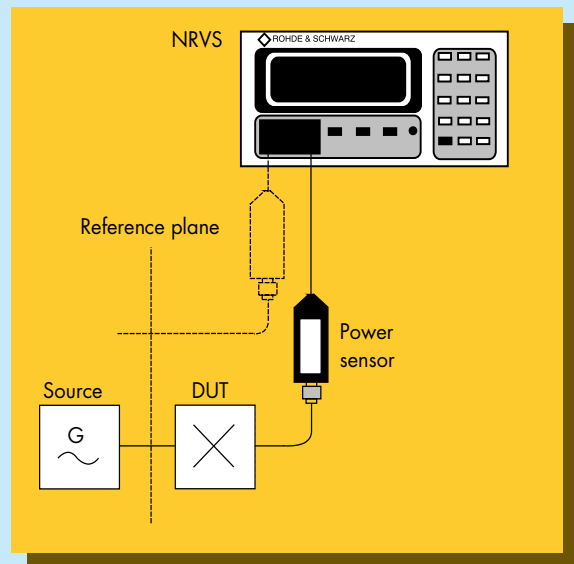 NRVS
ROHDE & SCHWARZ
Reference plane
Power
sensor
Source
DUT
G